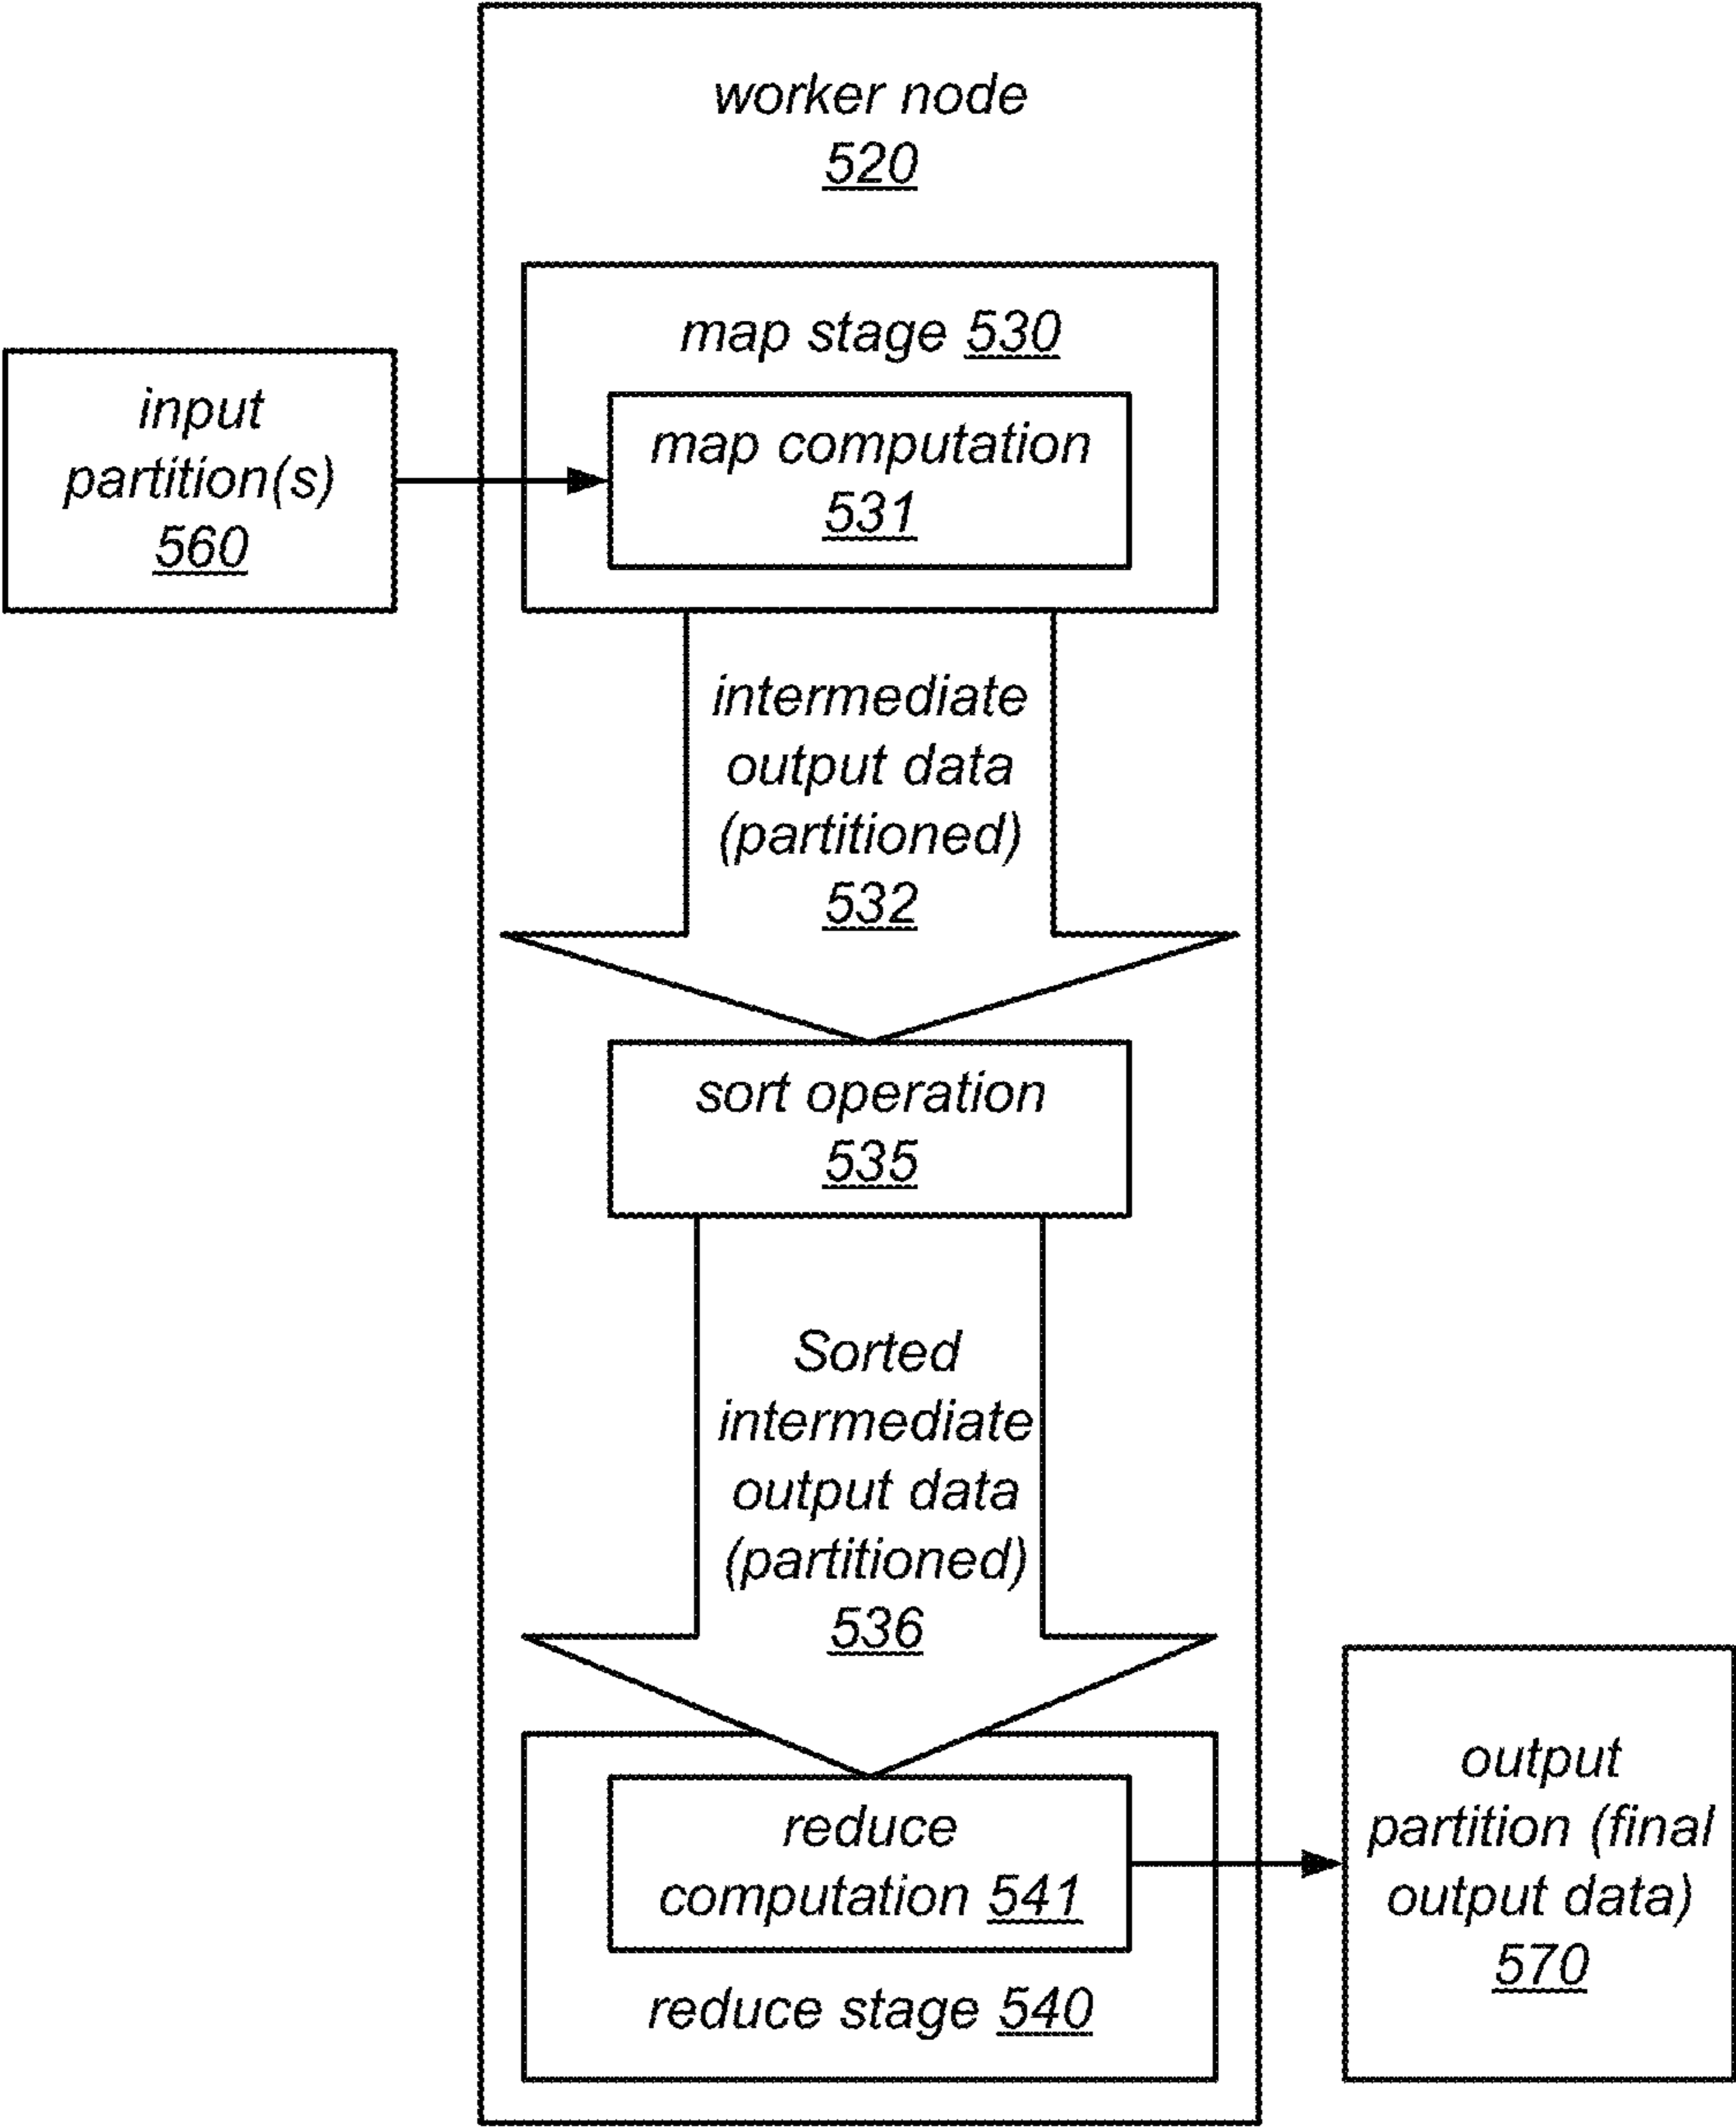 worker node
520
map stage 530
input
partition(s)
560
map computation
531
intermediate
output data
(partitioned)
532
sort operation
535
Sorted
intermediate
output data
(partitioned)
536
reduce
computation 541
reduce stage 540
output
partition (final
output data)
570